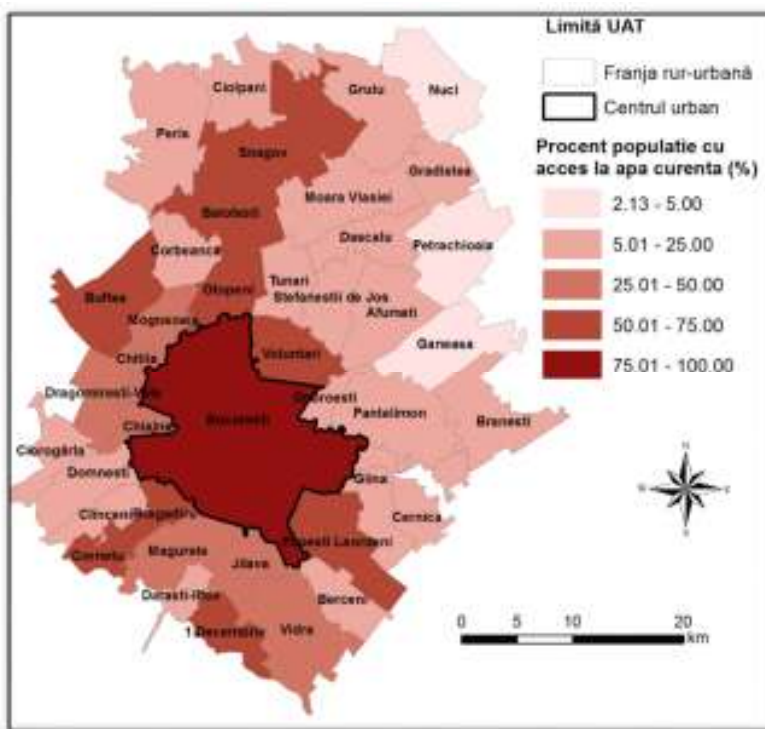 Limită UAT
Franja rur-urbană
Centrul urban
Procent populatie cu
acces la apa curenta (%)
2.13 - 5.00
5.01 - 25.00
25.01 - 50.00
50.01 - 75.00
75.01 - 100.00
Ciolpani
Gruiu
Nuci
Peris
Snagov
Gradistea
Moara Vlasiei
Balotesti
Dascalu
Petrachioaia
Corbeanca
Tunari
Otopeni
Stefanestii de Jos
Buftea
Afumati
Mogosoaia
Ganeasa
Chitila
Voluntari
Dragomiresti-Vale
Dobroesti
Pantelimon
Branesti
Bucuresti
Chiajna
Ciorogârla
Domnesti
Glina
Clinceni
Bragadiru
Cernica
Cornetu
Magurele
Popesti Leordeni
Jilava
Darasti-Ilfov
Berceni
1 Decembrie
Vidra
N
E
S
0 5 10 20
km